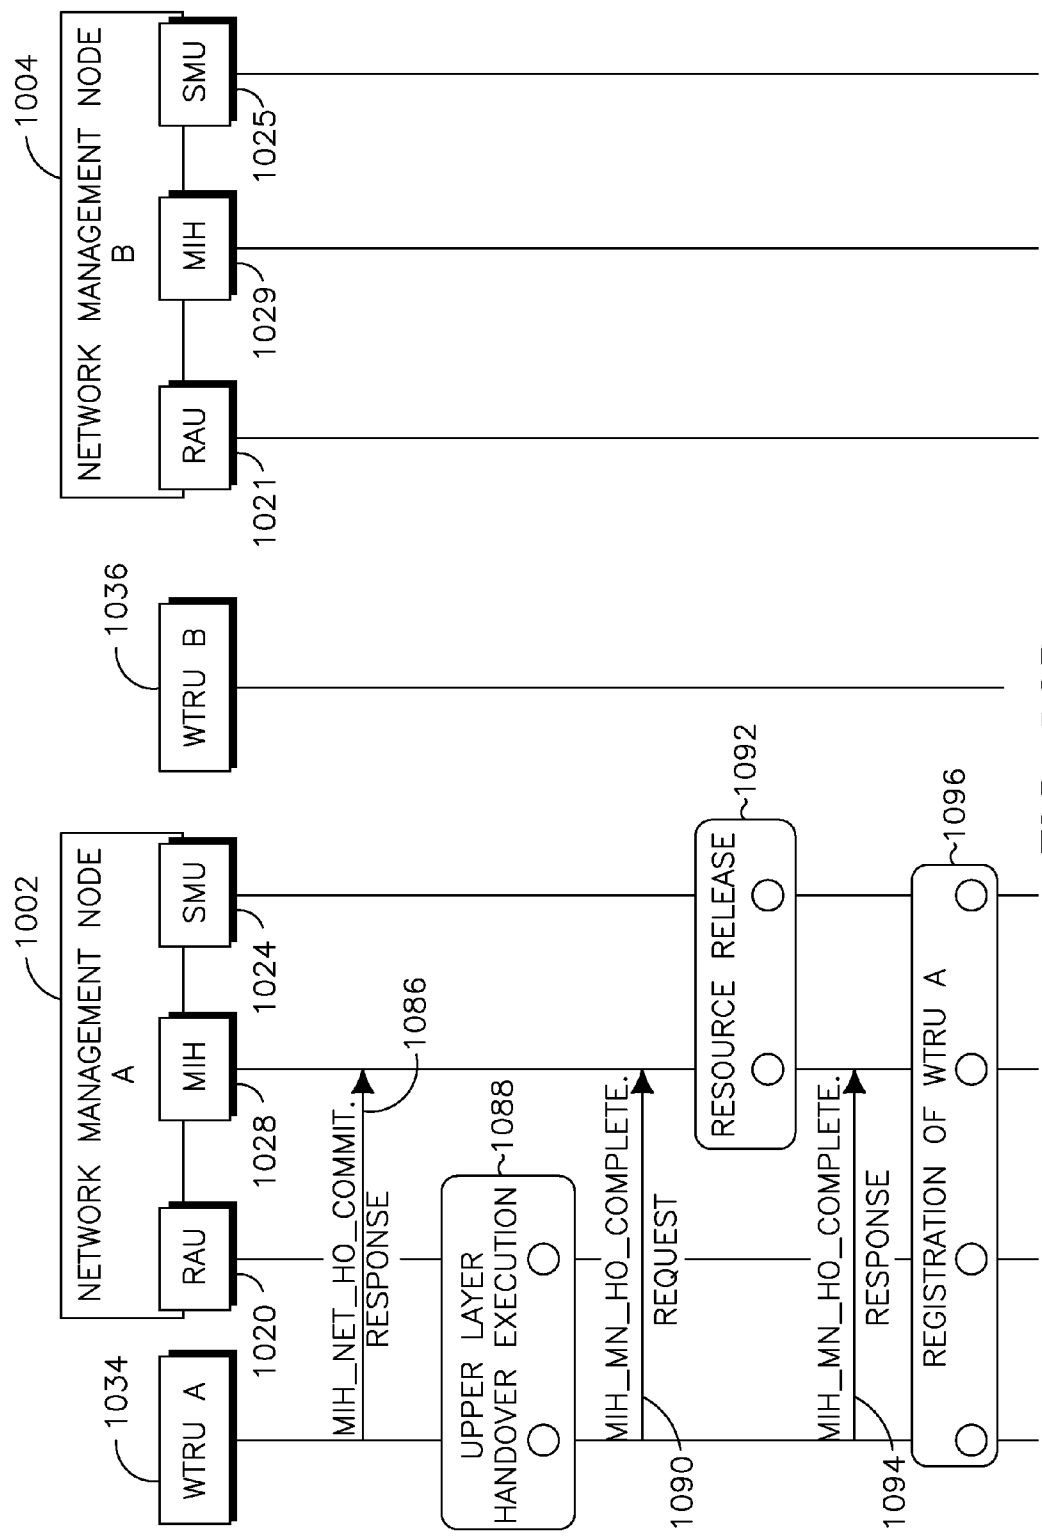 1002
1004
1034
NETWORK MANAGEMENT NODE
A
1036
NETWORK MANAGEMENT NODE
B
WTRU A
RAU
MIH
SMU
WTRU B
RAU
MIH
SMU
1020
1028
1024
1021
1029
1025
MIH_NET_HO_COMMIT.
RESPONSE
1086
UPPER LAYER
HANDOVER EXECUTION
1088
MIH_MN_HO_COMPLETE.
REQUEST
1090
RESOURCE RELEASE
1092
MIH_MN_HO_COMPLETE.
RESPONSE
1094
REGISTRATION OF WTRU A
1096